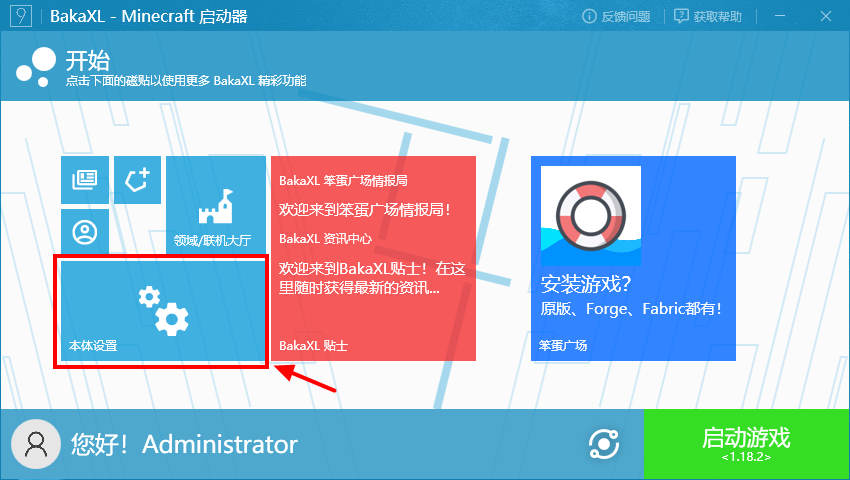 BakaXL - Minecraft 启动器
反馈问题
获取帮助
开始
点击下面的磁贴以使用更多 BakaXL 精彩功能
领域/联机大厅
本体设置
BakaXL 笨蛋广场情报局
欢迎来到笨蛋广场情报局!
BakaXL 资讯中心
欢迎来到BakaXL贴士! 在这
里随时获得最新的资讯...
BakaXL 贴士
安装游戏?
原版、Forge、Fabric都有!
笨蛋广场
您好! Administrator
启动游戏
<1.18.2>